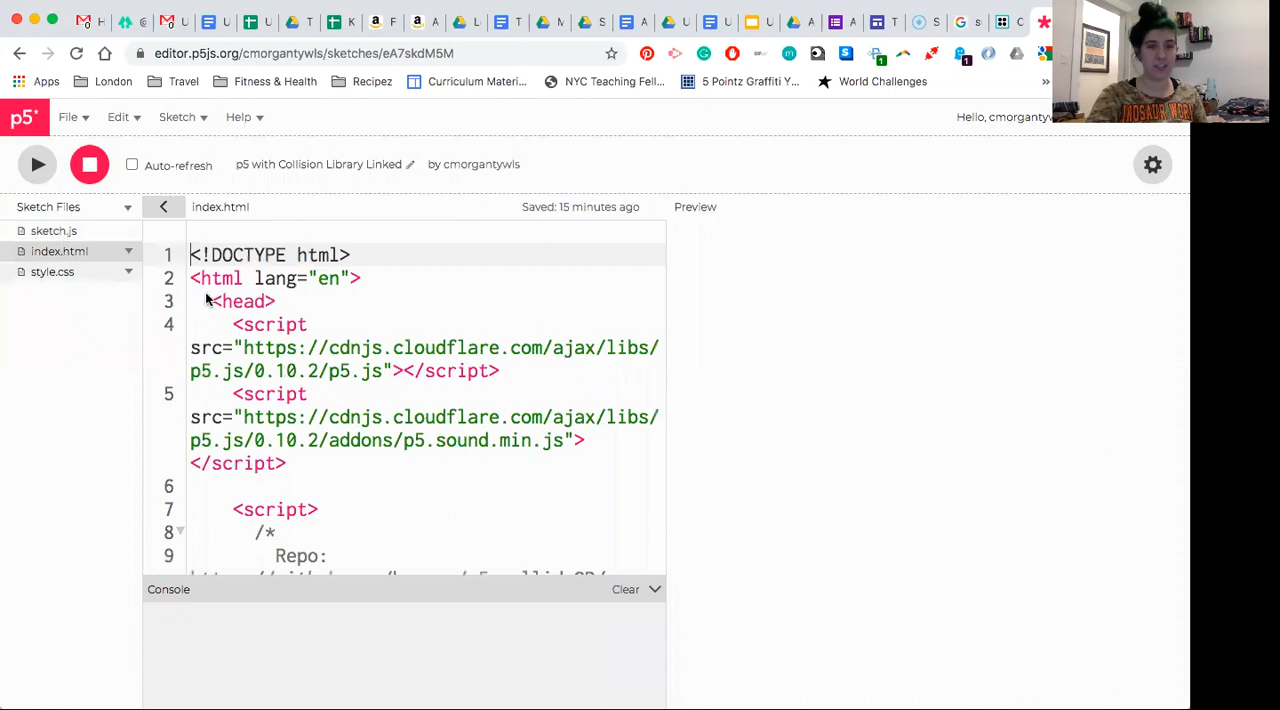 H
@
U
U
U
T
K
F
A
L
T
M
S
A
U
U
U
A
A
T
S
G s
C
editor.p5js.org/cmorgantywls/sketches/eA7skdM5M
Apps London Travel Fitness & Health Recipez Curriculum Materi... NYC Teaching Fell... 5 Pointz Graffiti Y... World Challenges »
p5* File Edit Sketch Help Hello, cmorgantyw
Auto-refresh p5 with Collision Library Linked by cmorgantywls
Sketch Files index.html Saved: 15 minutes ago Preview
sketch.js
index.html
style.css
1 <!DOCTYPE html>
2 <html lang="en">
3 <head>
4 <script
src="https://cdnjs.cloudflare.com/ajax/libs/
p5.js/0.10.2/p5.js"></script>
5 <script
src="https://cdnjs.cloudflare.com/ajax/libs/
p5.js/0.10.2/addons/p5.sound.min.js">
</script>
6
7 <script>
8 /*
9 Repo:
Console Clear
DINOSAUR WORL